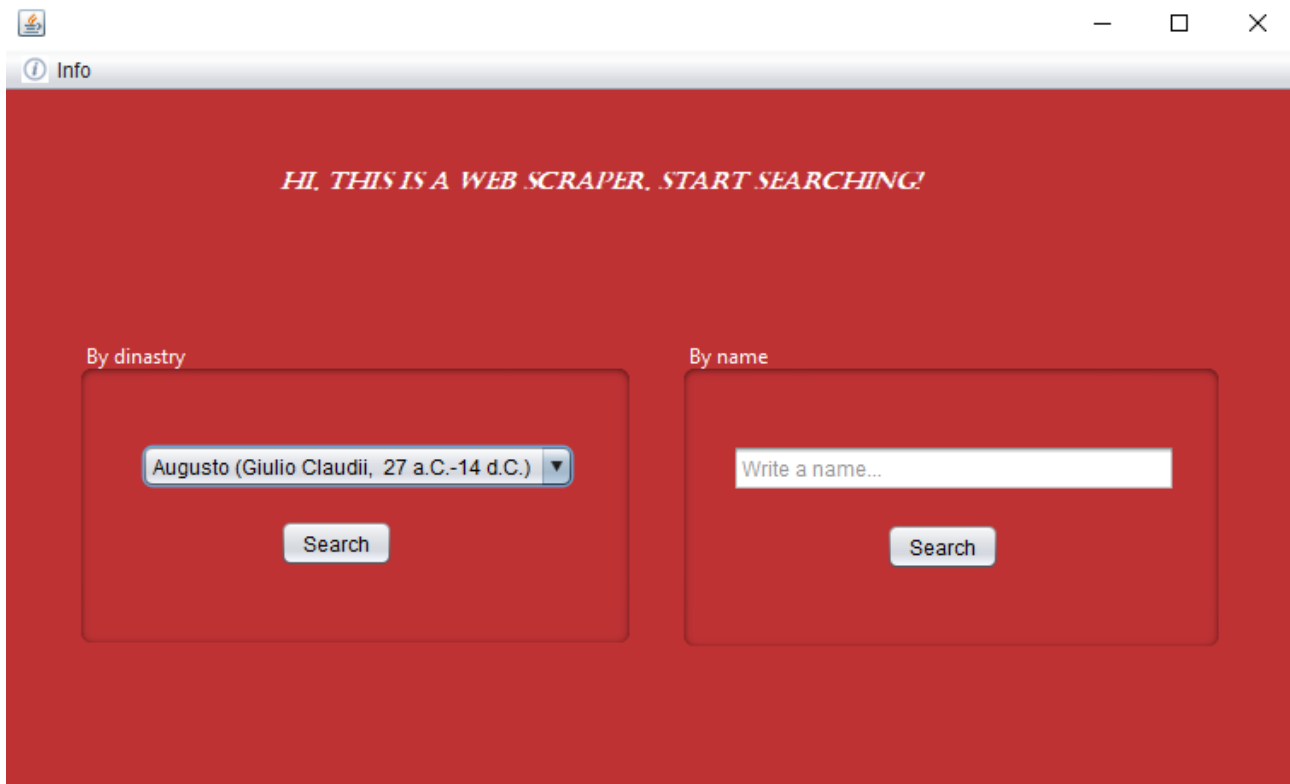 Info
HI, THIS IS A WEB SCRAPER, START SEARCHING!
By dinastry
By name
Augusto (Giulio Claudii,  27 a.C.-14 d.C.)
Write a name...
Search
Search